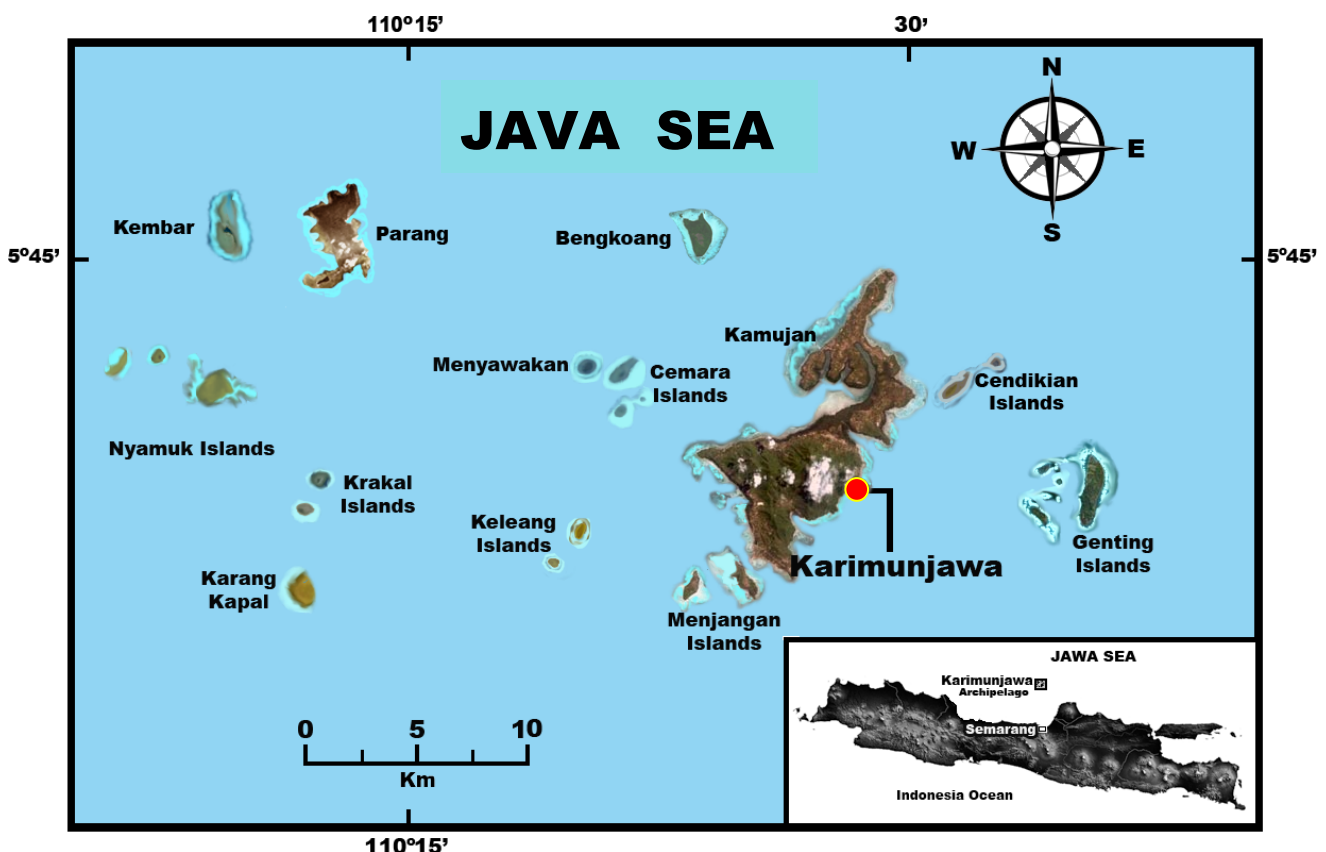 110º15’
30’
N
JAVA SEA
W
E
S
Kembar
Parang
Bengkoang
5º45’
5º45’
Kamujan
Menyawakan
Cemara
Islands
Cendikian
Islands
Nyamuk Islands
Krakal
Islands
Keleang
Islands
Genting
Islands
Karimunjawa
Karang
Kapal
Menjangan
Islands
0 5 10
Km
JAWA SEA
Karimunjawa
Archipelago
Semarang
Indonesia Ocean
110º15’